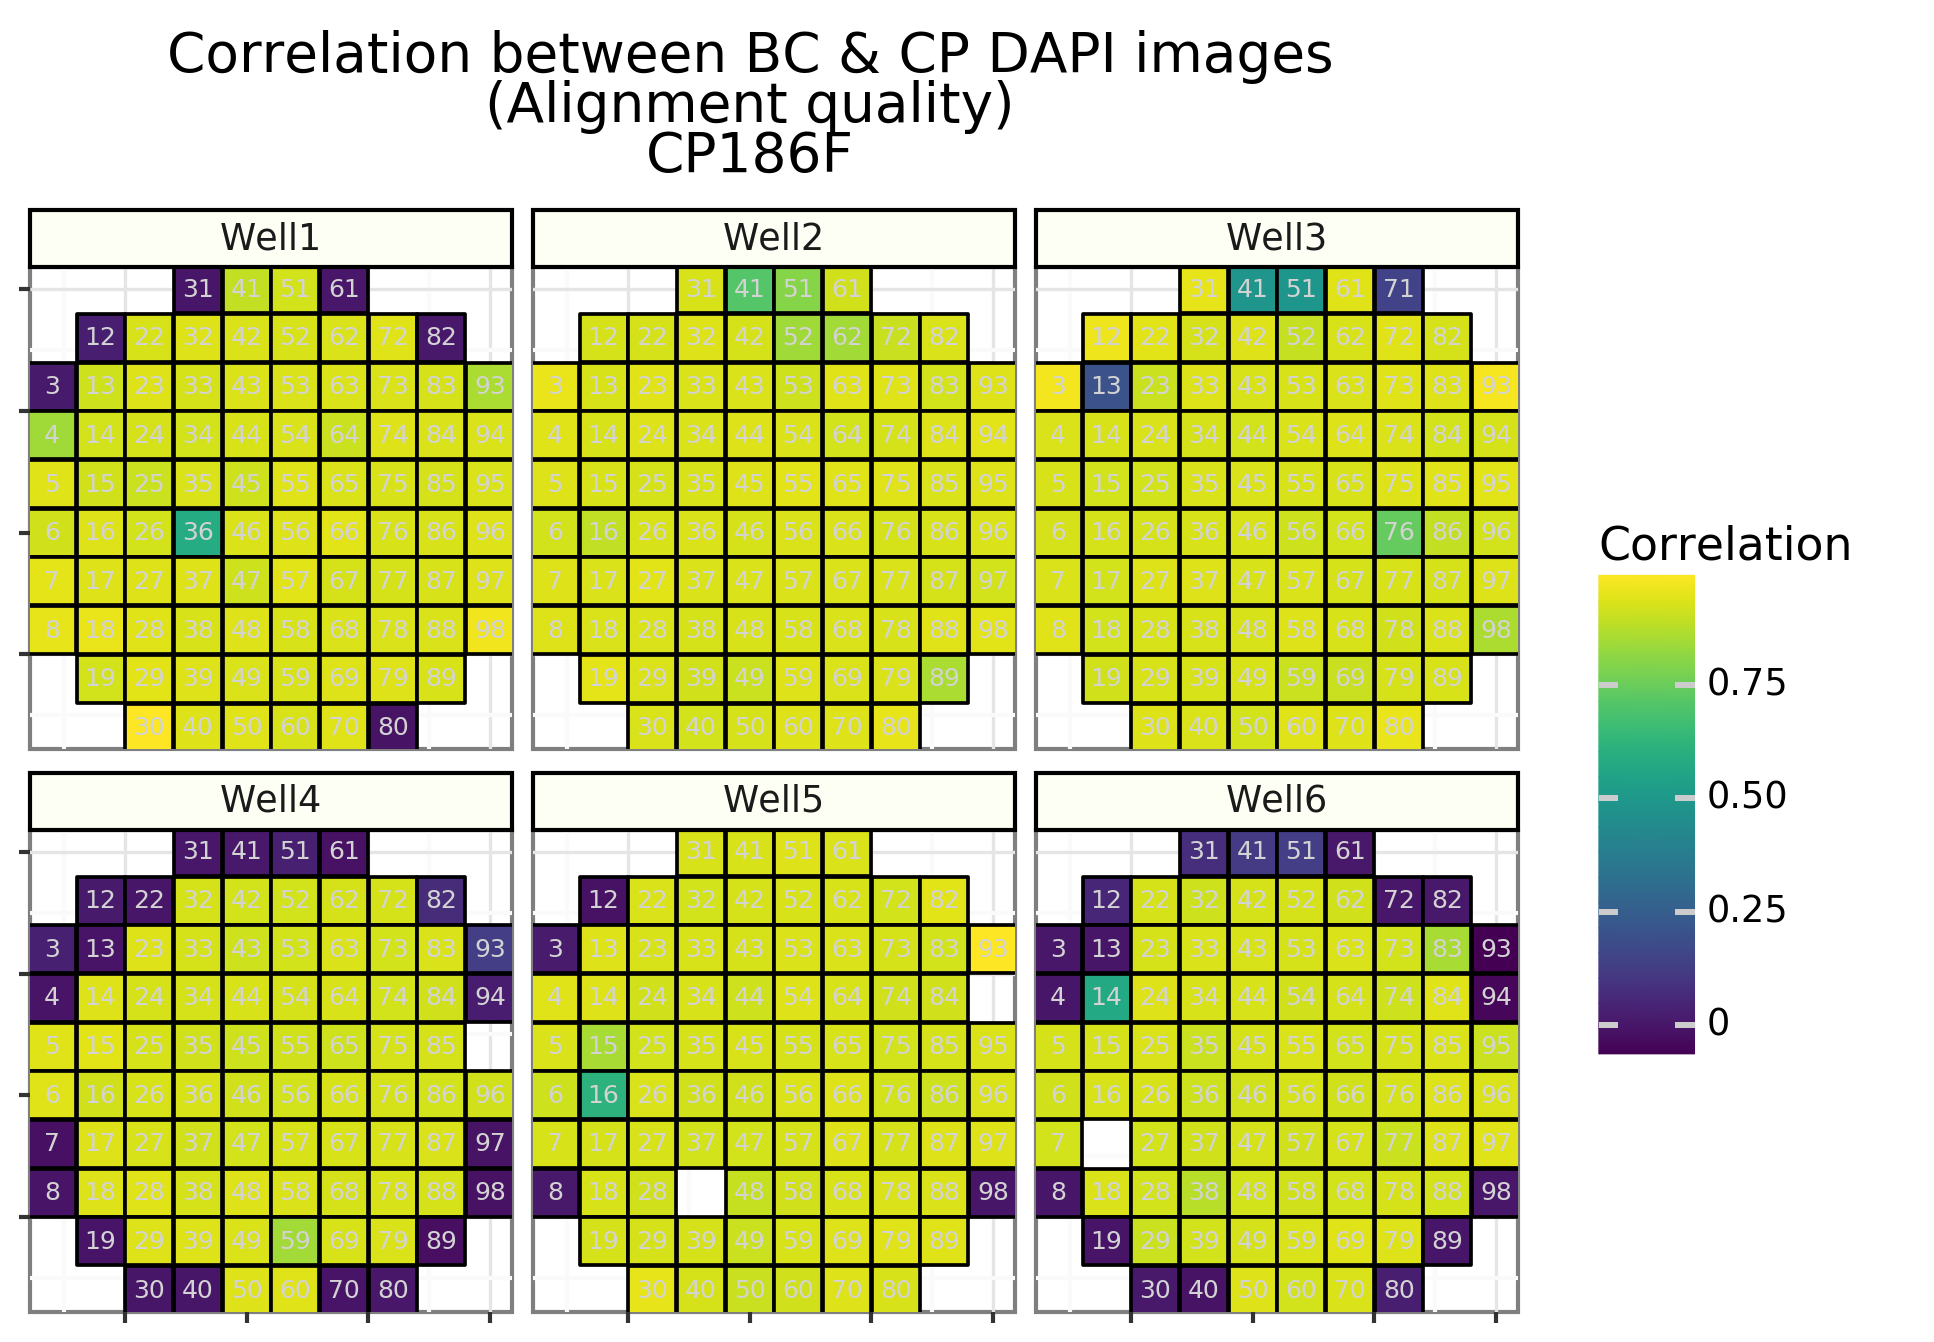 Correlation between BC & CP DAPI images
(Alignment quality)
CP186F
Well1 Well2 Well3
31 41 51 61 31 41 51 61 31 41 51 61 71
12 22 32 42 52 62 72 82 12 22 32 42 52 62 72 82 12 22 32 42 52 62 72 82
3 13 23 33 43 53 63 73 83 93 3 13 23 33 43 53 63 73 83 93 3 13 23 33 43 53 63 73 83 93
4 14 24 34 44 54 64 74 84 94 4 14 24 34 44 54 64 74 84 94 4 14 24 34 44 54 64 74 84 94
5 15 25 35 45 55 65 75 85 95 5 15 25 35 45 55 65 75 85 95 5 15 25 35 45 55 65 75 85 95
6 16 26 36 46 56 66 76 86 96 6 16 26 36 46 56 66 76 86 96 6 16 26 36 46 56 66 76 86 96
7 17 27 37 47 57 67 77 87 97 7 17 27 37 47 57 67 77 87 97 7 17 27 37 47 57 67 77 87 97
8 18 28 38 48 58 68 78 88 98 8 18 28 38 48 58 68 78 88 98 8 18 28 38 48 58 68 78 88 98
19 29 39 49 59 69 79 89 19 29 39 49 59 69 79 89 19 29 39 49 59 69 79 89
30 40 50 60 70 80 30 40 50 60 70 80 30 40 50 60 70 80
Well4 Well5 Well6
31 41 51 61 31 41 51 61 31 41 51 61
12 22 32 42 52 62 72 82 12 22 32 42 52 62 72 82 12 22 32 42 52 62 72 82
3 13 23 33 43 53 63 73 83 93 3 13 23 33 43 53 63 73 83 93 3 13 23 33 43 53 63 73 83 93
4 14 24 34 44 54 64 74 84 94 4 14 24 34 44 54 64 74 84 4 14 24 34 44 54 64 74 84 94
5 15 25 35 45 55 65 75 85 5 15 25 35 45 55 65 75 85 95 5 15 25 35 45 55 65 75 85 95
6 16 26 36 46 56 66 76 86 96 6 16 26 36 46 56 66 76 86 96 6 16 26 36 46 56 66 76 86 96
7 17 27 37 47 57 67 77 87 97 7 17 27 37 47 57 67 77 87 97 7 27 37 47 57 67 77 87 97
8 18 28 38 48 58 68 78 88 98 8 18 28 48 58 68 78 88 98 8 18 28 38 48 58 68 78 88 98
19 29 39 49 59 69 79 89 19 29 39 49 59 69 79 89 19 29 39 49 59 69 79 89
30 40 50 60 70 80 30 40 50 60 70 80 30 40 50 60 70 80
Correlation
0.75
0.50
0.25
0